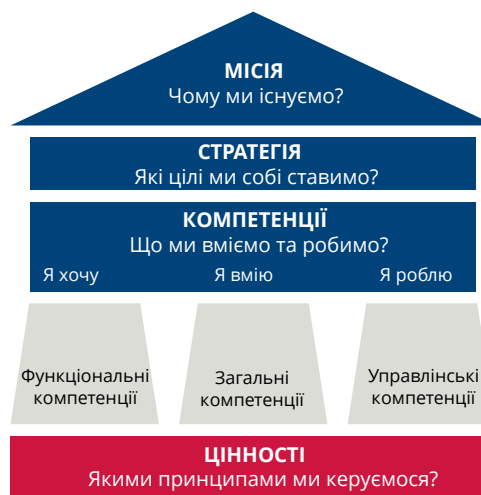 МІСІЯ
Чому ми існуємо?
СТРАТЕГІЯ
Які цілі ми собі ставимо?
КОМПЕТЕНЦІЇ
Що ми вміємо та робимо?
Я хочу Я вмію Я роблю
Функціональні
компетенції
Загальні
компетенції
Управлінські
компетенції
ЦІННОСТІ
Якими принципами ми керуємося?